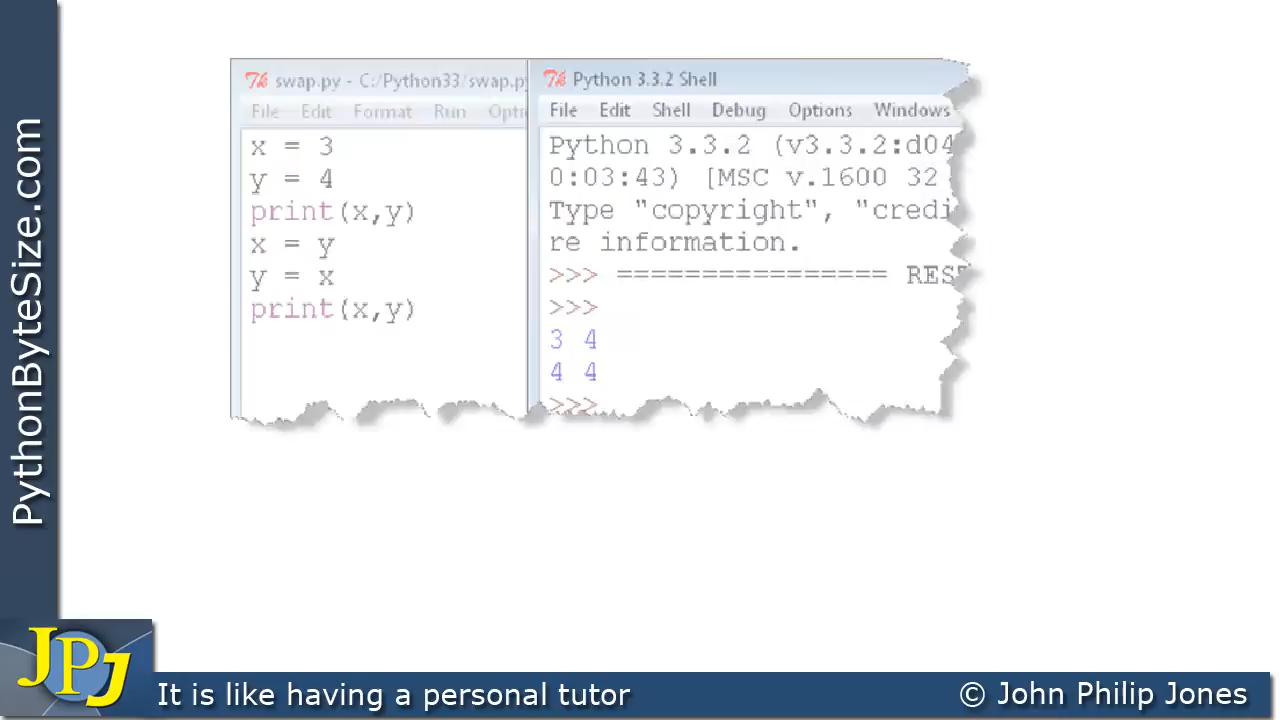 PythonByteSize.com
swap.py - C:/Python33/swap.py
File Edit Format Run
x = 3
y = 4
print(x,y)
x = y
y = x
print(x,y)
Python 3.3.2 Shell
File Edit Shell Debug Options Windows
Python 3.3.2 (v3.3.2:d04
0:03:43) [MSC v.1600 32
Type "copyright", "credi
re information.
>>> ================ RES
>>>
3 4
4 4
>>>
JPJ
It is like having a personal tutor
© John Philip Jones